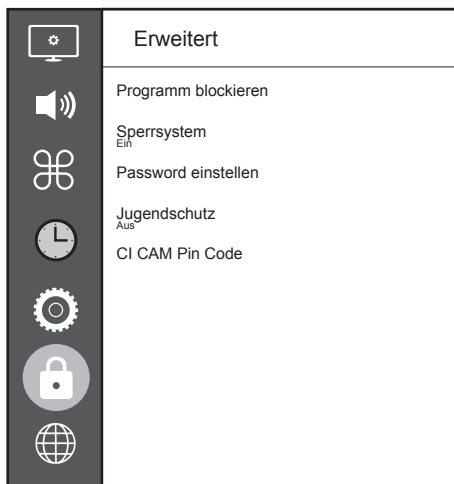 Erweitert
Programm blockieren
Sperrsystem
Ein
Password einstellen
Jugendschutz
Aus
CI CAM Pin Code